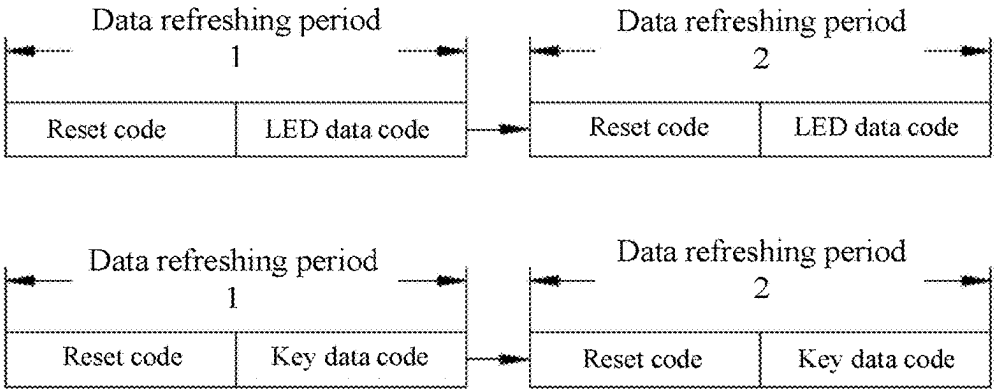 Data refreshing period
1
Data refreshing period
2
Reset code
LED data code
Reset code
LED data code
Data refreshing period
1
Data refreshing period
2
Reset code
Key data code
Reset code
Key data code